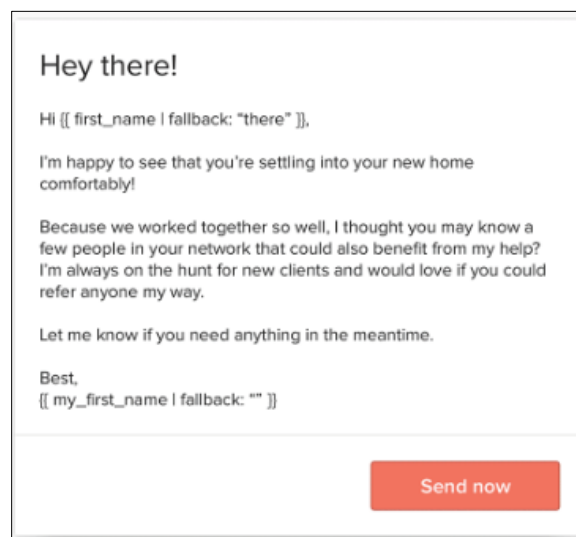 Hey there!
Hi {{ first_name | fallback: “there” }},
I’m happy to see that you’re settling into your new home
comfortably!
Because we worked together so well, I thought you may know a
few people in your network that could also benefit from my help?
I’m always on the hunt for new clients and would love if you could
refer anyone my way.
Let me know if you need anything in the meantime.
Best,
{{ my_first_name | fallback: “” }}
Send now